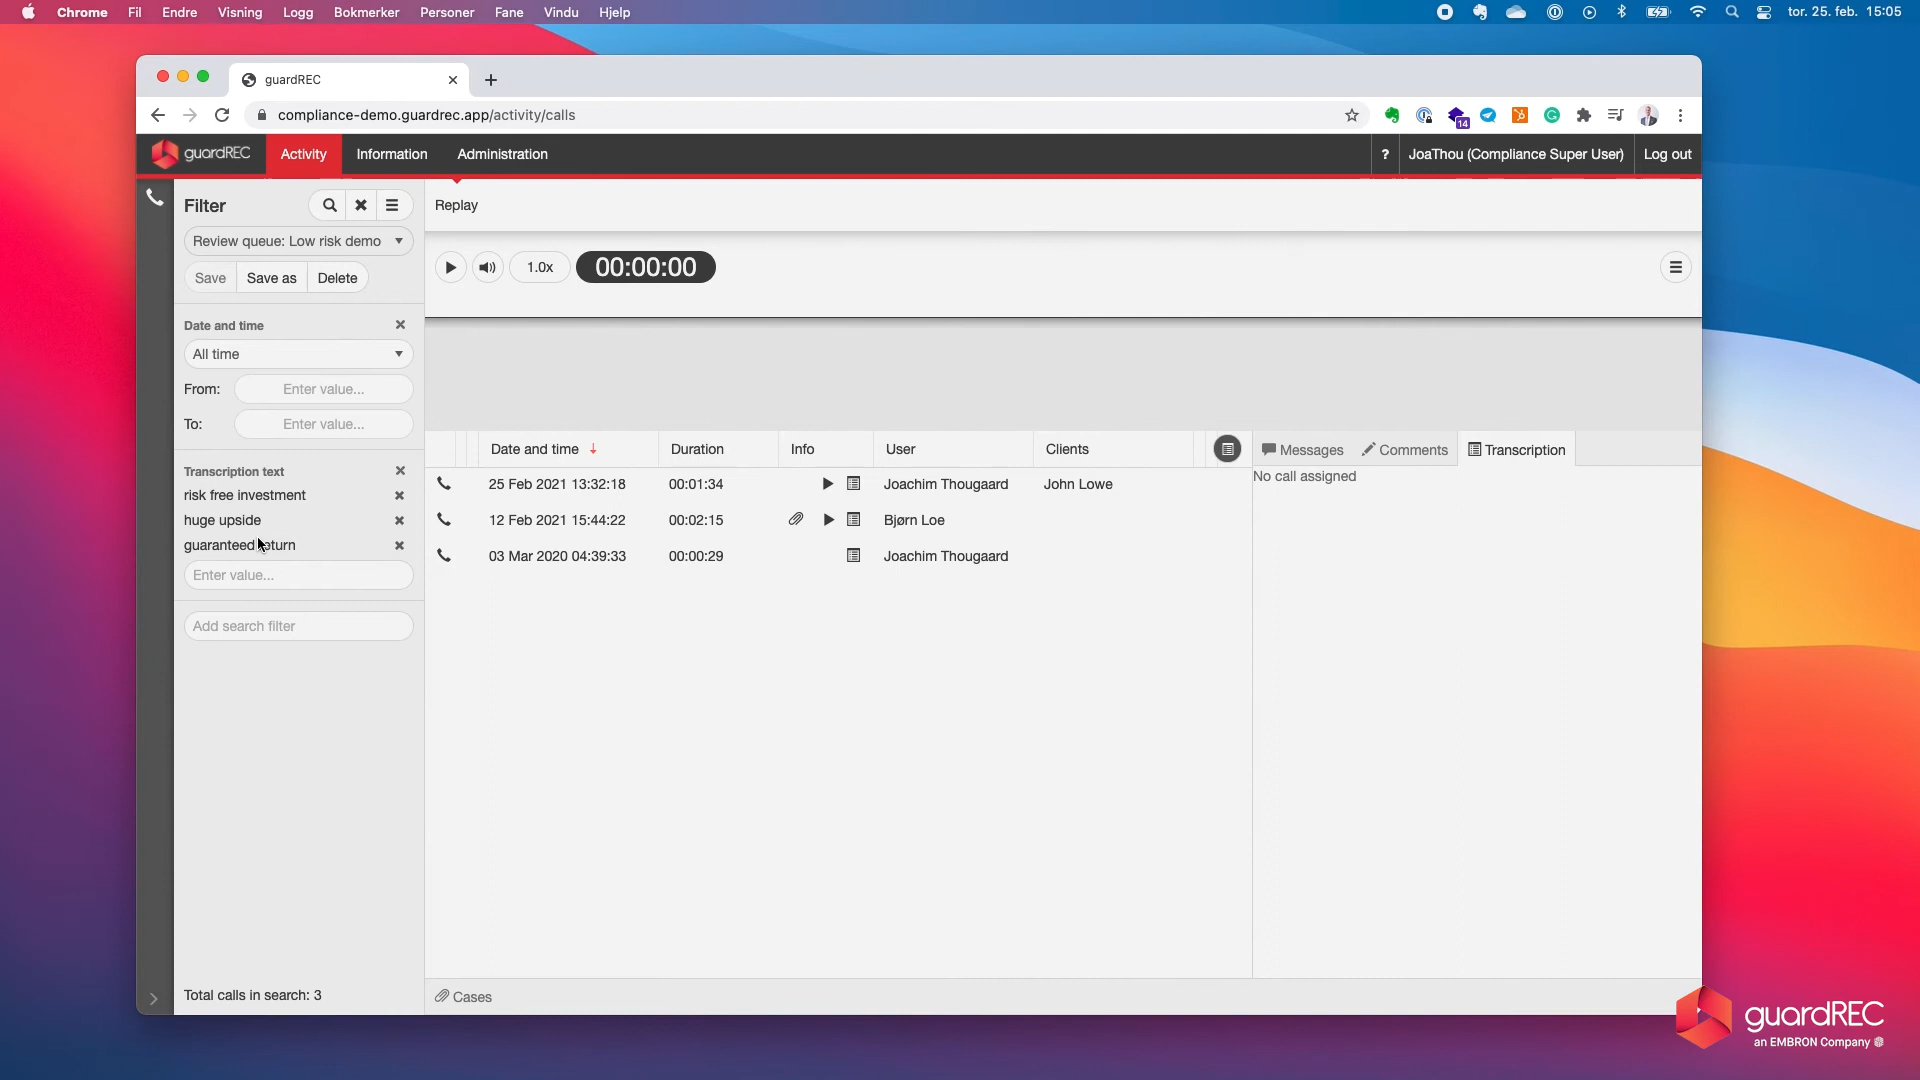 Chrome Fil Endre Visning Logg Bokmerker Personer Fane Vindu Hjelp tor. 25. feb. 15:05
guardREC
compliance-demo.guardrec.app/activity/calls
14
guardREC Activity Information Administration ? JoaThou (Compliance Super User) Log out
Filter
Replay
Review queue: Low risk demo
Save Save as Delete
1.0x 00:00:00
Date and time
All time
From: Enter value...
To: Enter value...
Transcription text
risk free investment
huge upside
guaranteed return
Enter value...
Add search filter
Total calls in search: 3
Date and time Duration Info User Clients
25 Feb 2021 13:32:18 00:01:34 Joachim Thougaard John Lowe
12 Feb 2021 15:44:22 00:02:15 Bjørn Loe
03 Mar 2020 04:39:33 00:00:29 Joachim Thougaard
Messages Comments Transcription
No call assigned
Cases
guardREC
an EMBRON Company